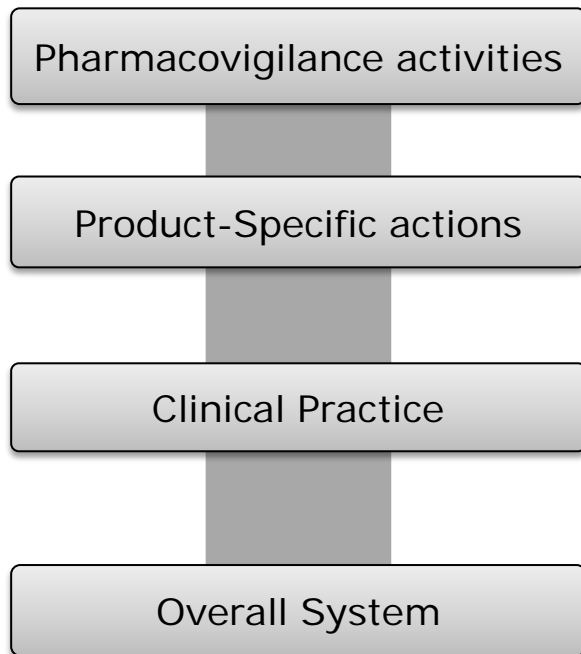 Pharmacovigilance activities
Product-Specific actions
Clinical Practice
Overall System